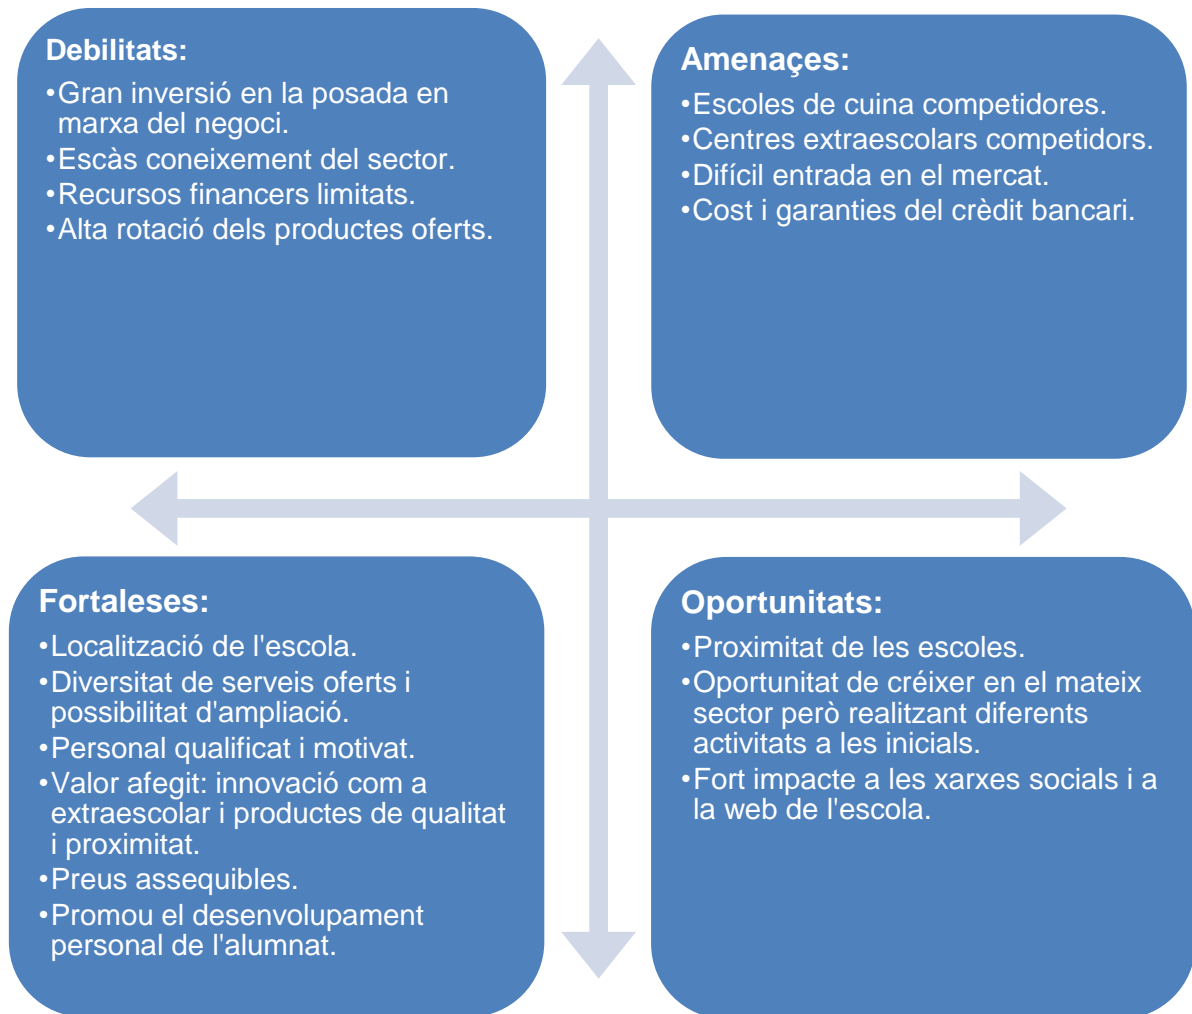 Debilitats:
•Gran inversió en la posada en
marxa del negoci.
•Escàs coneixement del sector.
•Recursos financers limitats.
•Alta rotació dels productes oferts.
Amenaçes:
•Escoles de cuina competidores.
•Centres extraescolars competidors.
•Difícil entrada en el mercat.
•Cost i garanties del crèdit bancari.
Fortaleses:
•Localització de l'escola.
•Diversitat de serveis oferts i
possibilitat d'ampliació.
•Personal qualificat i motivat.
•Valor afegit: innovació com a
extraescolar i productes de qualitat
i proximitat.
•Preus assequibles.
•Promou el desenvolupament
personal de l'alumnat.
Oportunitats:
•Proximitat de les escoles.
•Oportunitat de créixer en el mateix
sector però realitzant diferents
activitats a les inicials.
•Fort impacte a les xarxes socials i a
la web de l'escola.